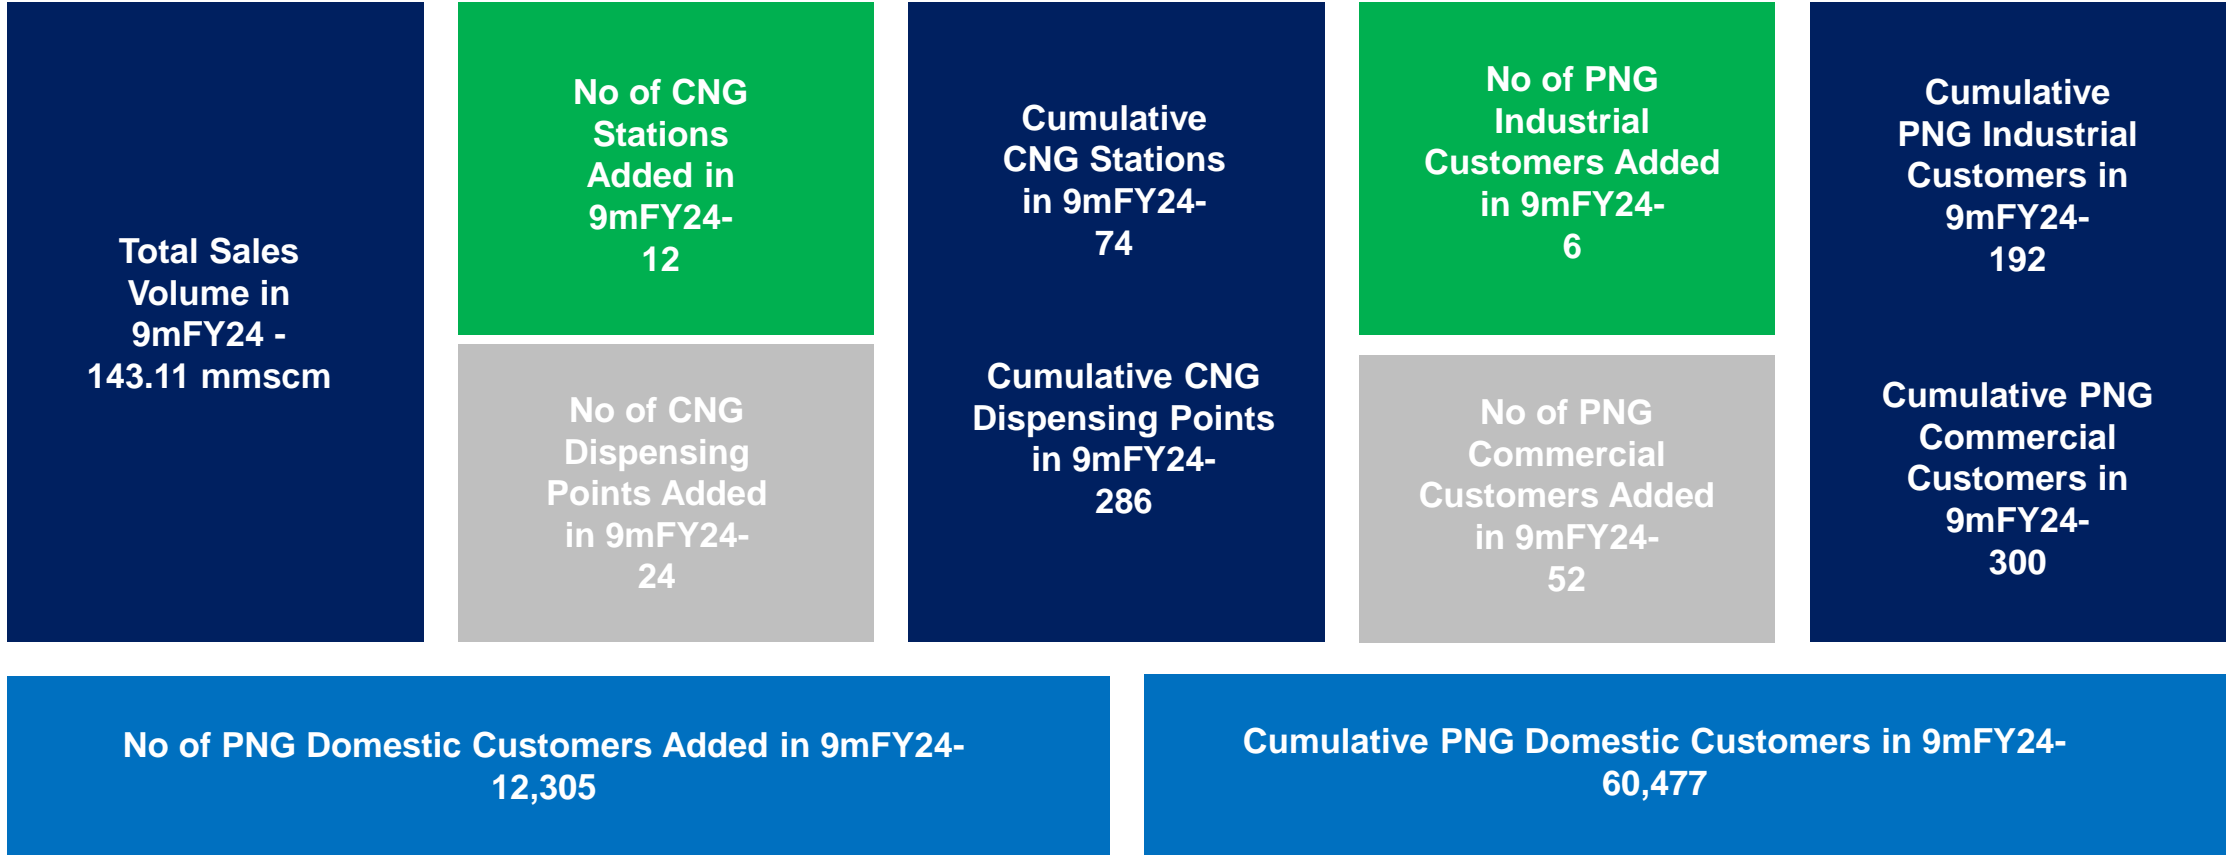 Total Sales
Volume in
9mFY24 -
143.11 mmscm
No of CNG
Stations
Added in
9mFY24-
12
No of CNG
Dispensing
Points Added
in 9mFY24-
24
Cumulative
CNG Stations
in 9mFY24-
74
Cumulative CNG
Dispensing Points
in 9mFY24-
286
No of PNG
Industrial
Customers Added
in 9mFY24-
6
No of PNG
Commercial
Customers Added
in 9mFY24-
52
Cumulative
PNG Industrial
Customers in
9mFY24-
192
Cumulative PNG
Commercial
Customers in
9mFY24-
300
No of PNG Domestic Customers Added in 9mFY24-
12,305
Cumulative PNG Domestic Customers in 9mFY24-
60,477